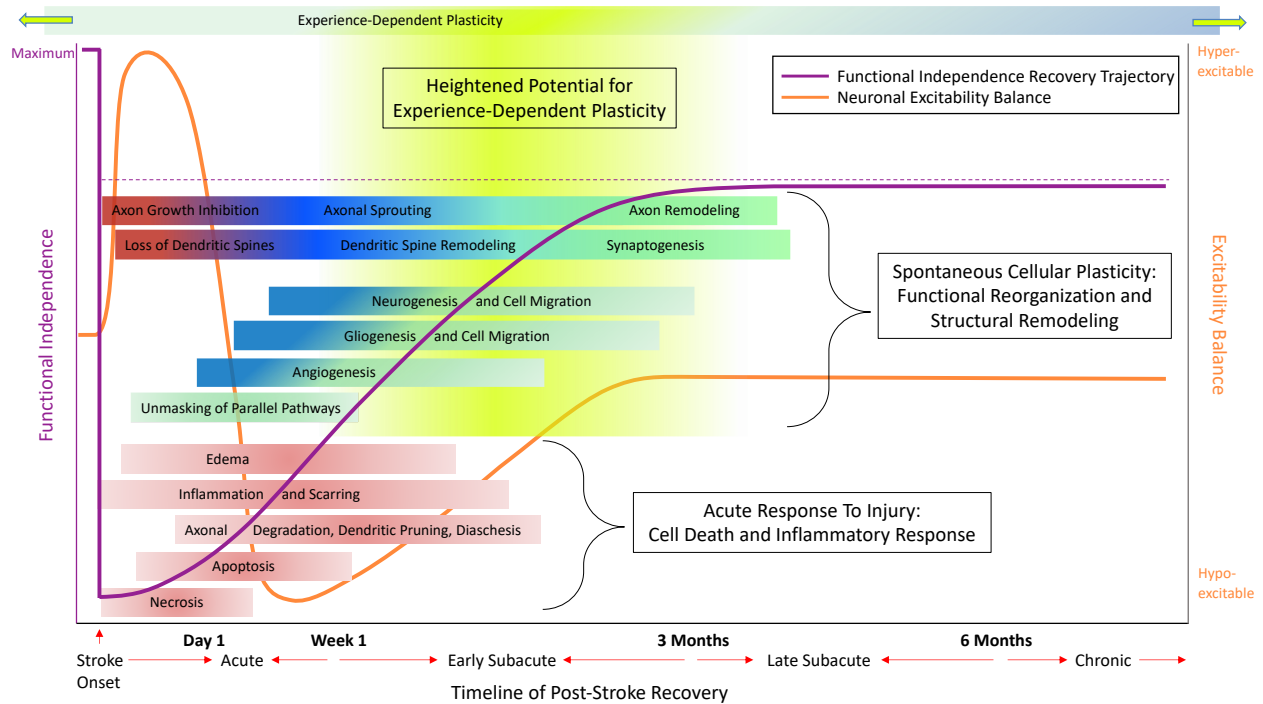 Experience-Dependent Plasticity
Maximum
Hyper-
excitable
Heightened Potential for
Experience-Dependent Plasticity
Functional Independence Recovery Trajectory
Neuronal Excitability Balance
Functional Independence
Excitability Balance
Axon Growth Inhibition Axonal Sprouting Axon Remodeling
Loss of Dendritic Spines Dendritic Spine Remodeling Synaptogenesis
Neurogenesis and Cell Migration
Gliogenesis and Cell Migration
Angiogenesis
Unmasking of Parallel Pathways
Spontaneous Cellular Plasticity:
Functional Reorganization and
Structural Remodeling
Edema
Inflammation and Scarring
Axonal Degradation, Dendritic Pruning, Diaschesis
Apoptosis
Necrosis
Acute Response To Injury:
Cell Death and Inflammatory Response
Hypo-
excitable
Day 1 Week 1 3 Months 6 Months
Stroke
Onset
Acute Early Subacute Late Subacute Chronic
Timeline of Post-Stroke Recovery